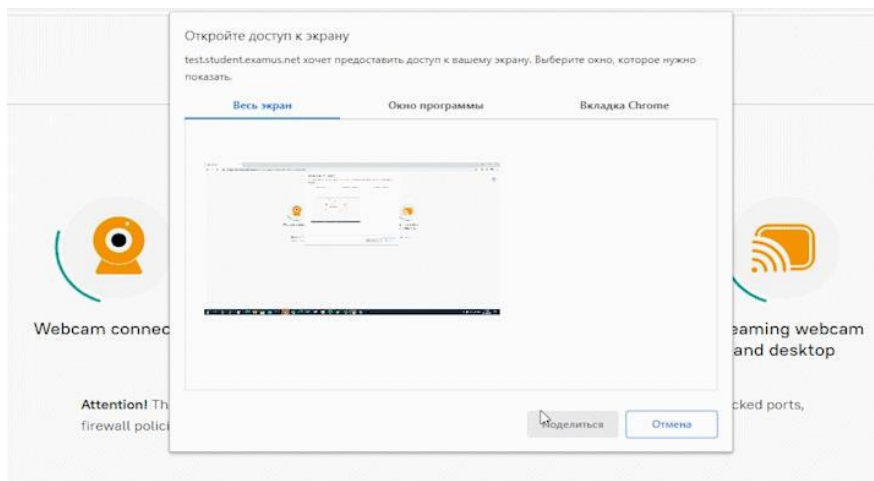 Откройте доступ к экрану
test.student.examus.net хочет предоставить доступ к вашему экрану. Выберите окно, которое нужно
показать.
Весь экран Окно программы Вкладка Chrome
Webcam connec
eaming webcam
and desktop
Attention! Th
cked ports,
firewall polici
Поделиться Отмена